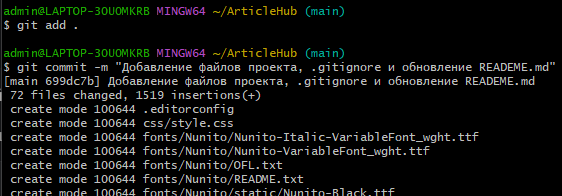 admin@LAPTOP-3OUOMKRB MINGW64 ~/ArticleHub (main)
$ git add .
admin@LAPTOP-3OUOMKRB MINGW64 ~/ArticleHub (main)
$ git commit -m "Добавление файлов проекта, .gitignore и обновление READEME.md"
[main 699dc7b] Добавление файлов проекта, .gitignore и обновление READEME.md
72 files changed, 1519 insertions(+)
create mode 100644 .editorconfig
create mode 100644 css/style.css
create mode 100644 fonts/Nunito/Nunito-Italic-VariableFont_wght.ttf
create mode 100644 fonts/Nunito/Nunito-VariableFont_wght.ttf
create mode 100644 fonts/Nunito/OFL.txt
create mode 100644 fonts/Nunito/README.txt
create mode 100644 fonts/Nunito/static/Nunito-Black.ttf